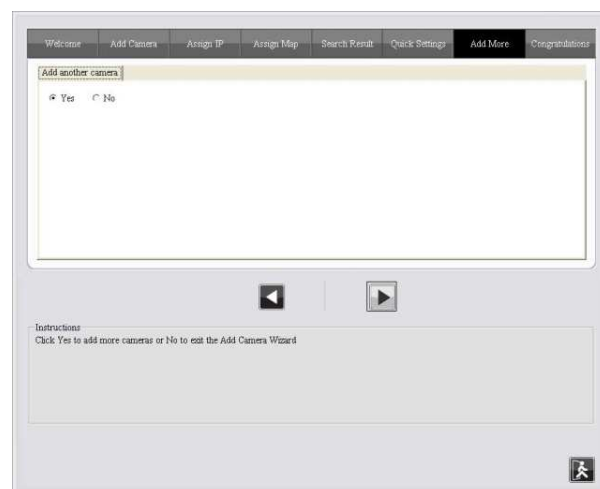 Welcome Add Camera Assign IP Assign Map Search Result Quick Settings Add More Congratulations
Add another camera
Yes No
Instructions
Click Yes to add more cameras or No to exit the Add Camera Wizard